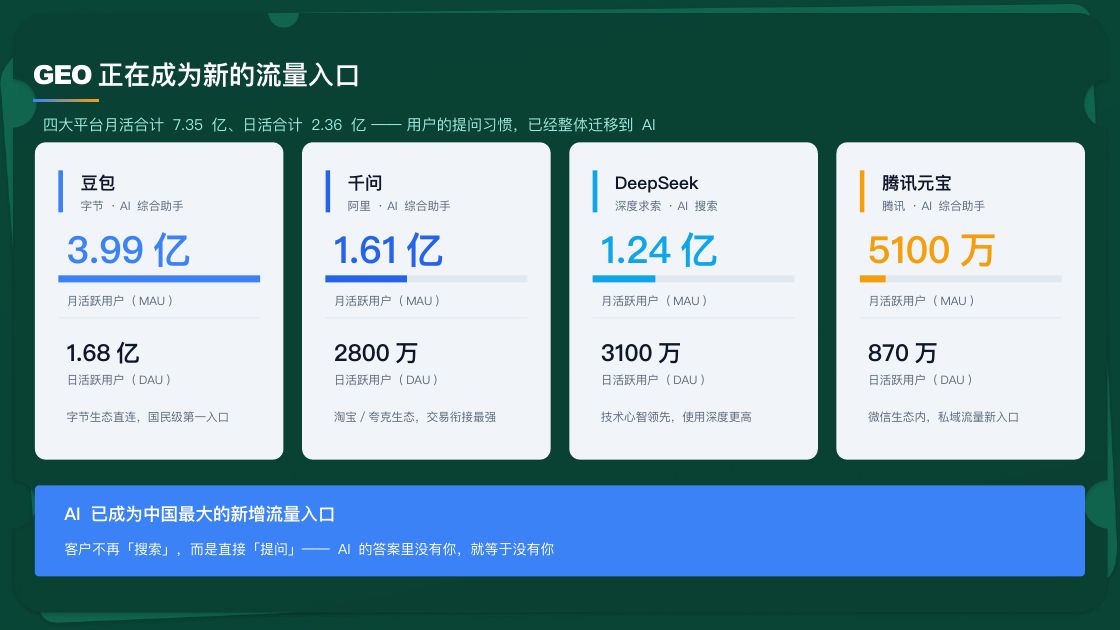 GEO 正在成为新的流量入口
四大平台月活合计 7.35 亿、日活合计 2.36 亿 —— 用户的提问习惯，已经整体迁移到 AI
豆包
字节 · AI 综合助手
3.99 亿
月活跃用户（MAU）
1.68 亿
日活跃用户（DAU）
字节生态直连，国民级第一入口
千问
阿里 · AI 综合助手
1.61 亿
月活跃用户（MAU）
2800 万
日活跃用户（DAU）
淘宝 / 夸克生态，交易衔接最强
DeepSeek
深度求索 · AI 搜索
1.24 亿
月活跃用户（MAU）
3100 万
日活跃用户（DAU）
技术心智领先，使用深度更高
腾讯元宝
腾讯 · AI 综合助手
5100 万
月活跃用户（MAU）
870 万
日活跃用户（DAU）
微信生态内，私域流量新入口
AI 已成为中国最大的新增流量入口
客户不再「搜索」，而是直接「提问」—— AI 的答案里没有你，就等于没有你